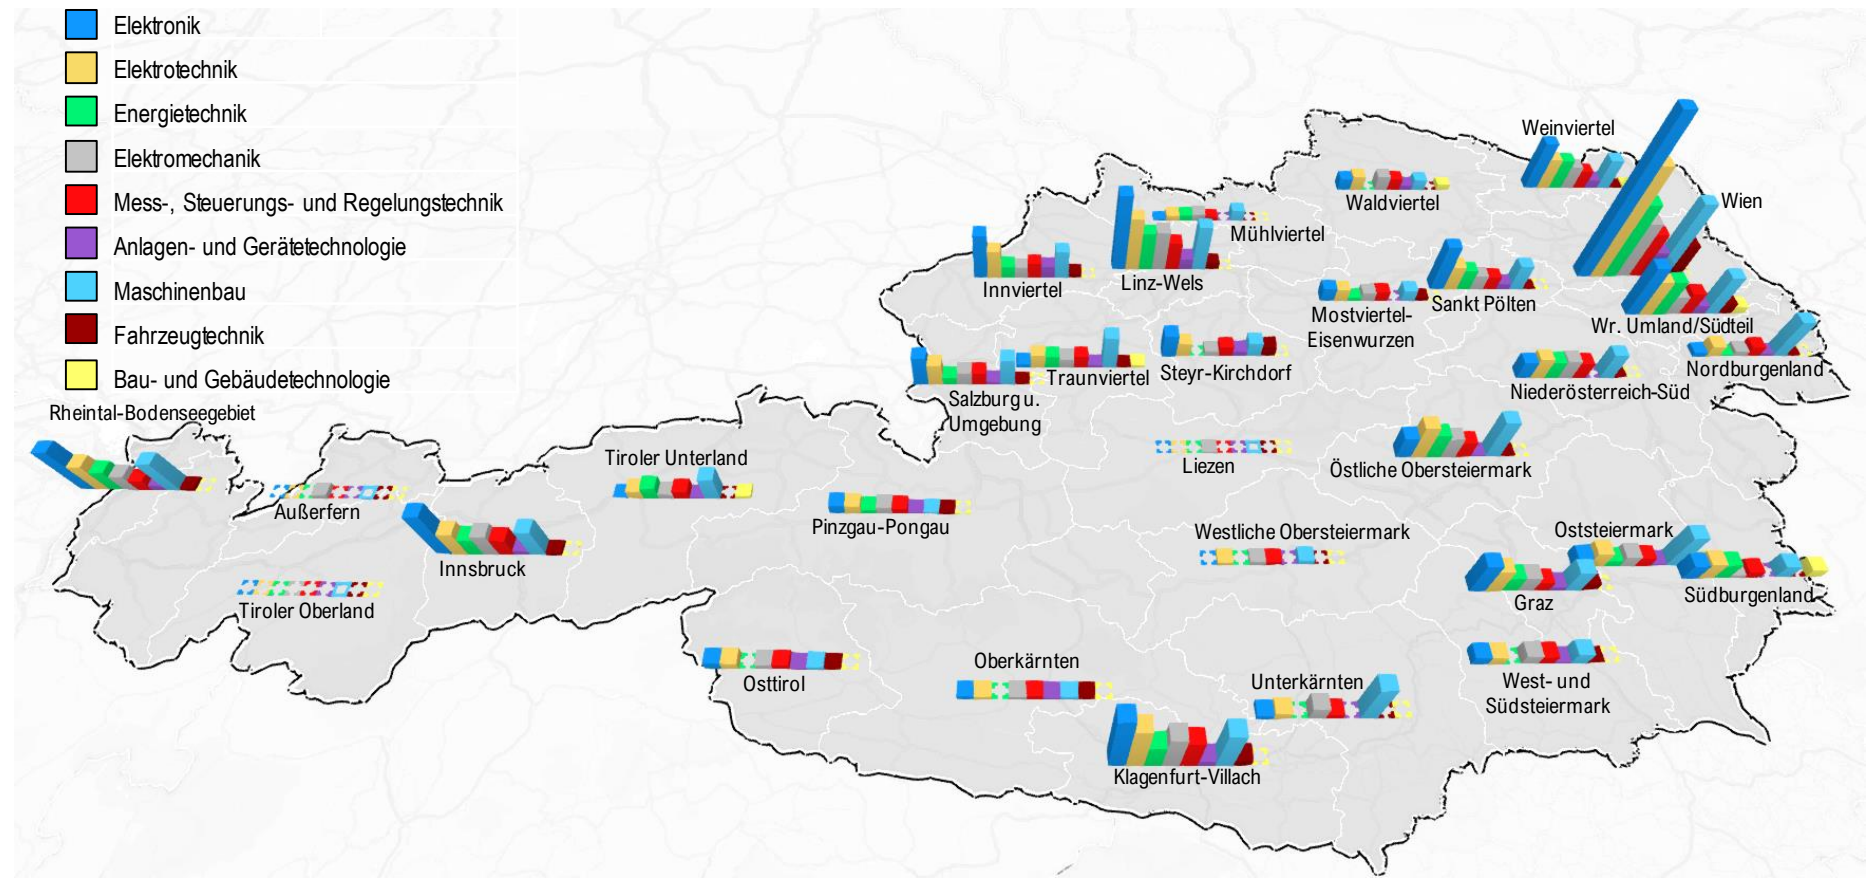 Elektronik
Elektrotechnik
Energietechnik
Elektromechanik
Mess-, Steuerungs- und Regelungstechnik
Anlagen- und Gerätetechnologie
Maschinenbau
Fahrzeugtechnik
Bau- und Gebäudetechnologie
Rheintal-Bodenseegebiet
Weinviertel
Waldviertel
Wien
Mühlviertel
Innviertel
Linz-Wels
Sankt Pölten
Mostviertel-
Eisenwurzen
Wr. Umland/Südteil
Steyr-Kirchdorf
Traunviertel
Nordburgenland
Niederösterreich-Süd
Salzburg u.
Umgebung
Tiroler Unterland
Liezen
Östliche Obersteiermark
Außerfern
Pinzgau-Pongau
Westliche Obersteiermark
Oststeiermark
Innsbruck
Graz
Südburgenland
Tiroler Oberland
Oberkärnten
Osttirol
Unterkärnten
West- und
Südsteiermark
Klagenfurt-Villach